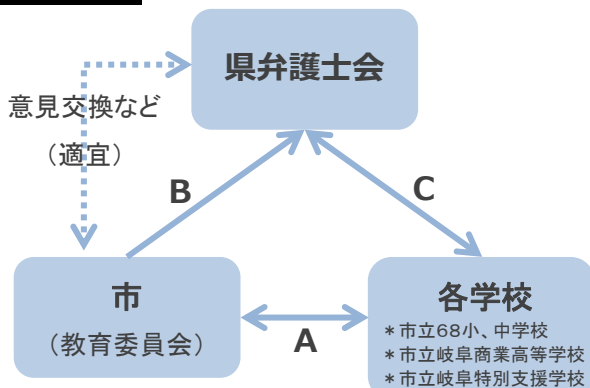 県弁護士会
意見交換など
（適宜）
B
C
市
（教育委員会）
A
各学校
＊市立68小、中学校
＊市立岐阜商業高等学校
＊市立岐阜特別支援学校